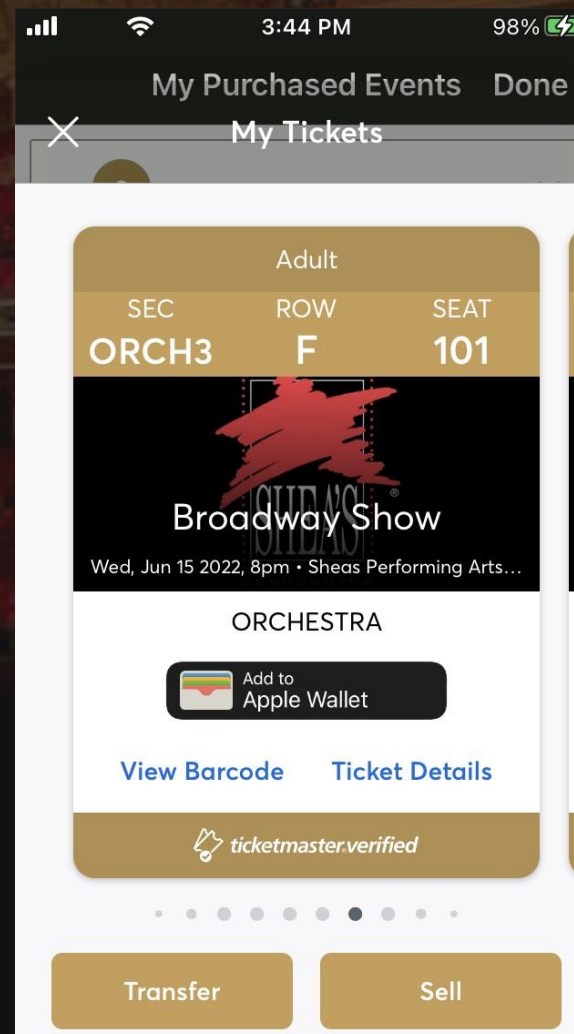 3:44 PM 98%
My Purchased Events Done
My Tickets
Adult
SEC ROW SEAT
ORCH3 F 101
SHEA'S
Broadway Show
Wed, Jun 15 2022, 8pm • Sheas Performing Arts...
ORCHESTRA
Add to
Apple Wallet
View Barcode Ticket Details
ticketmaster.verified
Transfer Sell